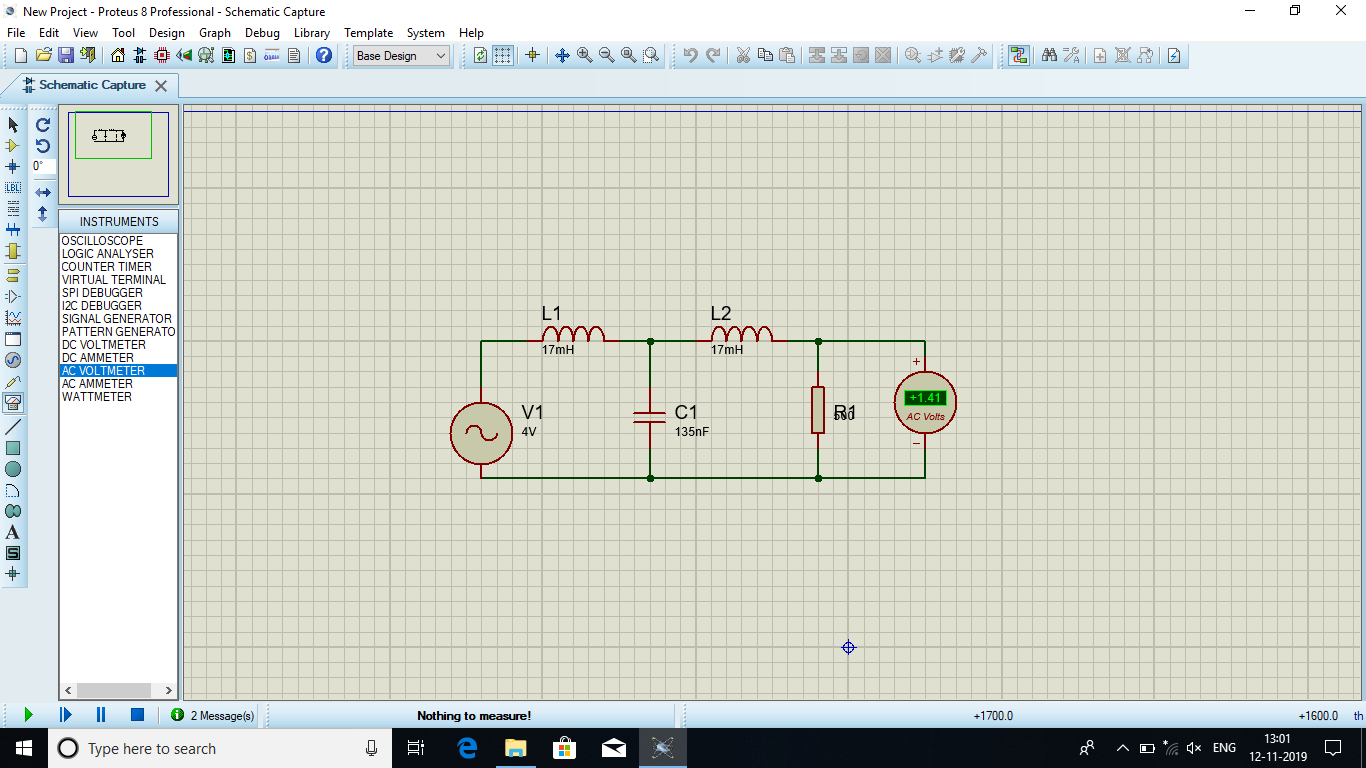 New Project - Proteus 8 Professional - Schematic Capture
File Edit View Tool Design Graph Debug Library Template System Help
Base Design
Schematic Capture
LBL
0°
INSTRUMENTS
OSCILLOSCOPE
LOGIC ANALYSER
COUNTER TIMER
VIRTUAL TERMINAL
SPI DEBUGGER
I2C DEBUGGER
SIGNAL GENERATOR
PATTERN GENERATO
DC VOLTMETER
DC AMMETER
AC VOLTMETER
AC AMMETER
WATTMETER
A
S
L1
17mH
L2
17mH
V1
4V
C1
135nF
R1
500
+
+1.41
AC Volts
−
2 Message(s)
Nothing to measure!
+1700.0
+1600.0 th
Type here to search
ENG
13:01
12-11-2019